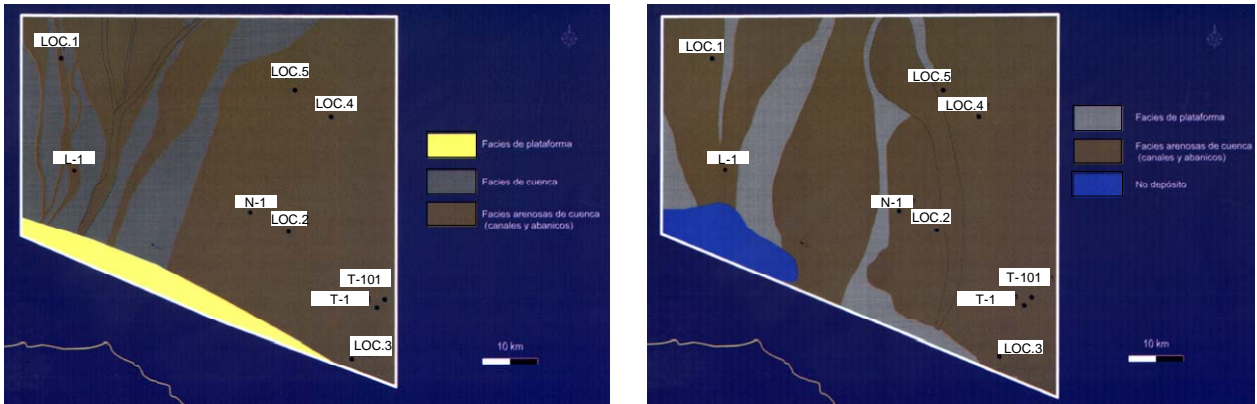 LOC.1
LOC.5
LOC.4
L-1
N-1
LOC.2
T-101
T-1
LOC.3
Facies de plataforma
Facies de cuenca
Facies arenosas de cuenca
(canales y abanicos)
10 km
LOC.1
LOC.5
LOC.4
L-1
N-1
LOC.2
T-101
T-1
LOC.3
Facies de plataforma
Facies arenosas de cuenca
(canales y abanicos)
No depósito
10 km